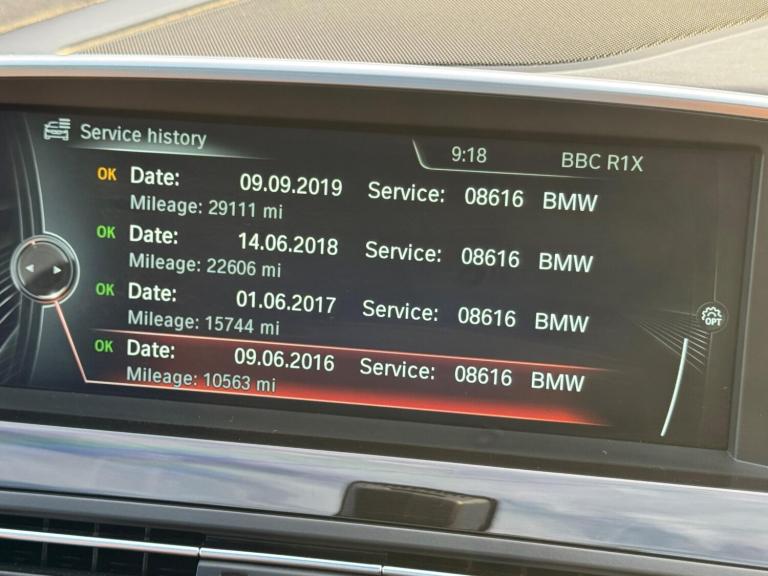 Service history
9:18 BBC R1X
OK Date: 09.09.2019 Service: 08616 BMW
Mileage: 29111 mi
OK Date: 14.06.2018 Service: 08616 BMW
Mileage: 22606 mi
OK Date: 01.06.2017 Service: 08616 BMW
Mileage: 15744 mi
OK Date: 09.06.2016 Service: 08616 BMW
Mileage: 10563 mi
OPT